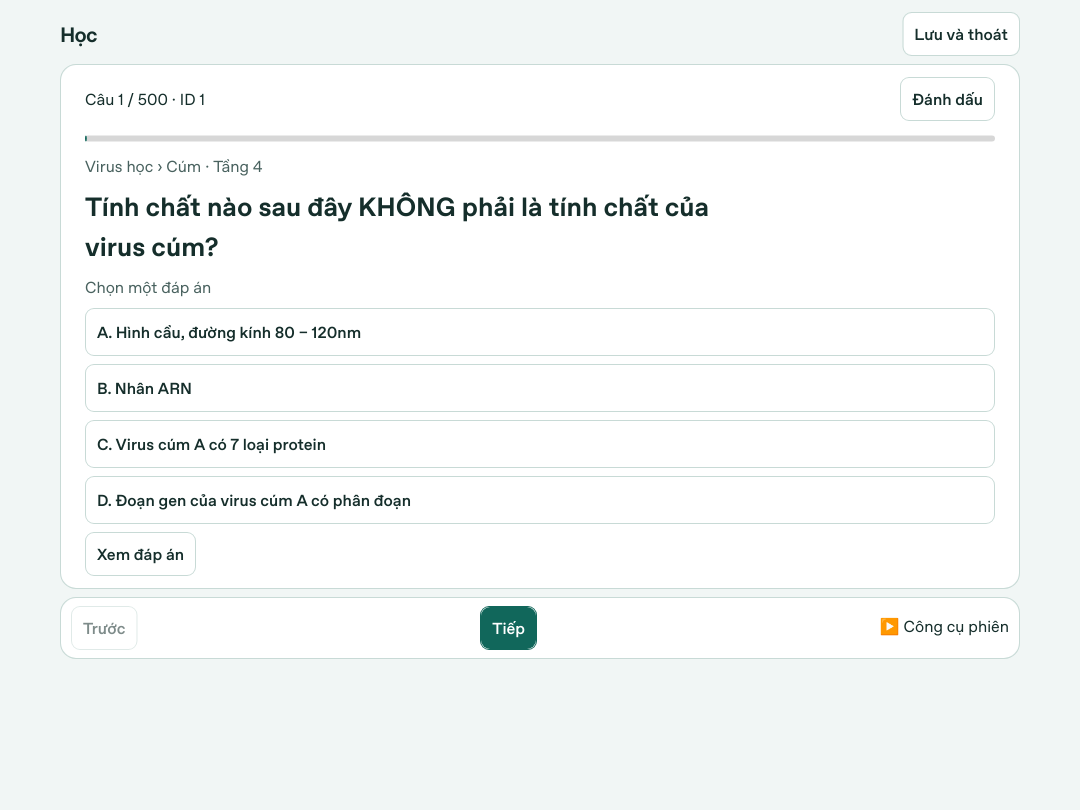 Học
Lưu và thoát
Câu 1 / 500 · ID 1
Đánh dấu
Virus học › Cúm · Tầng 4
Tính chất nào sau đây KHÔNG phải là tính chất của
virus cúm?
Chọn một đáp án
A. Hình cầu, đường kính 80 – 120nm
B. Nhân ARN
C. Virus cúm A có 7 loại protein
D. Đoạn gen của virus cúm A có phân đoạn
Xem đáp án
Trước
Tiếp
Công cụ phiên